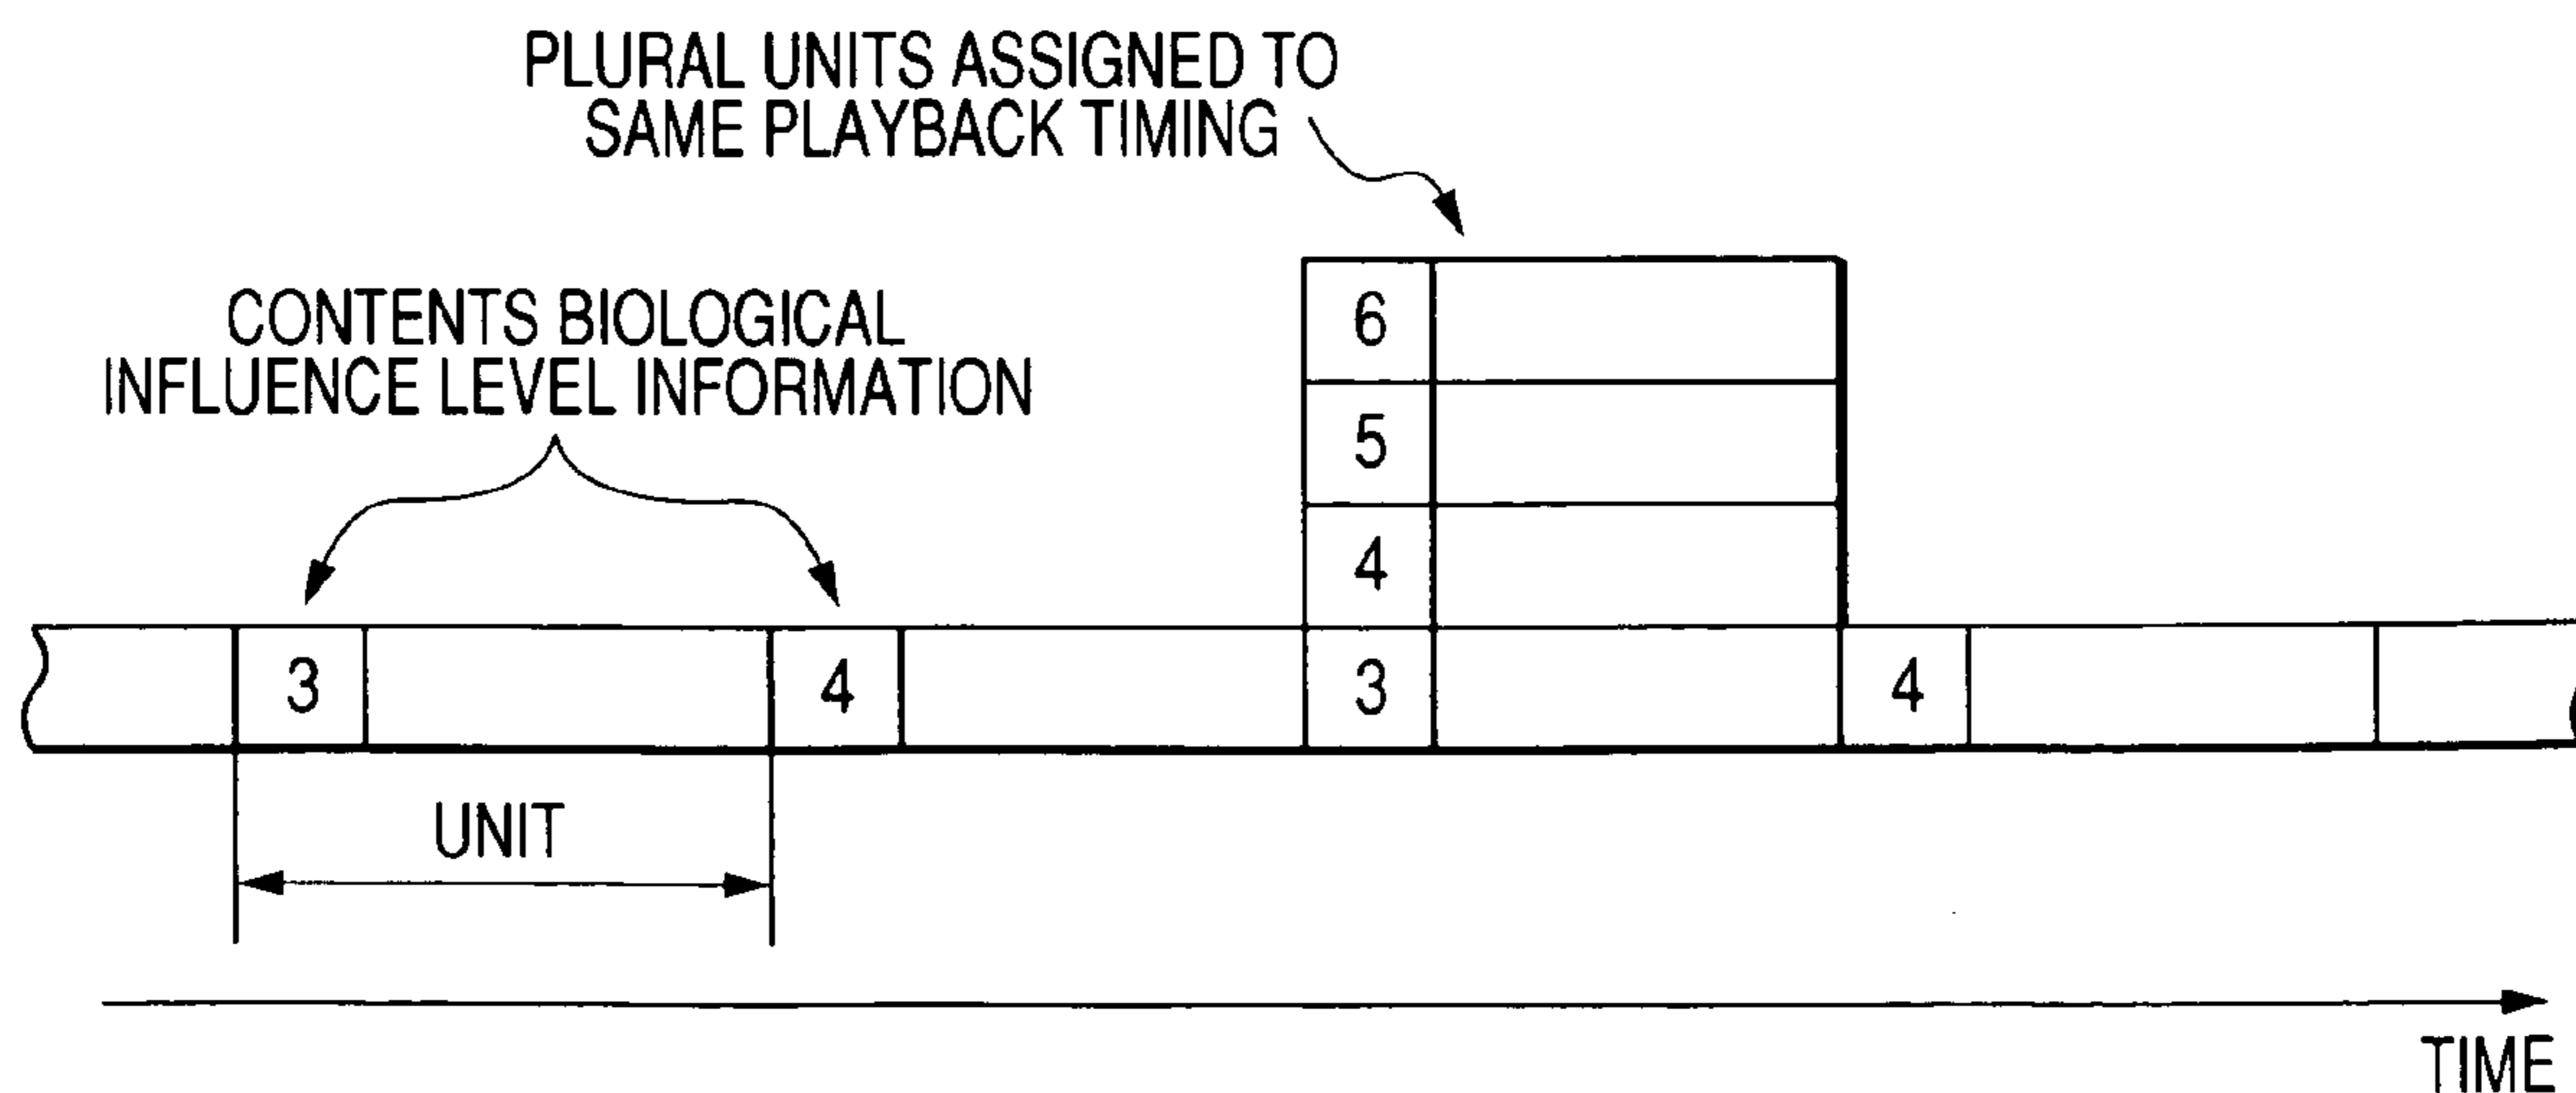 PLURAL UNITS ASSIGNED TO
SAME PLAYBACK TIMING
CONTENTS BIOLOGICAL
INFLUENCE LEVEL INFORMATION
6
5
4
3 4 3 4
UNIT
TIME